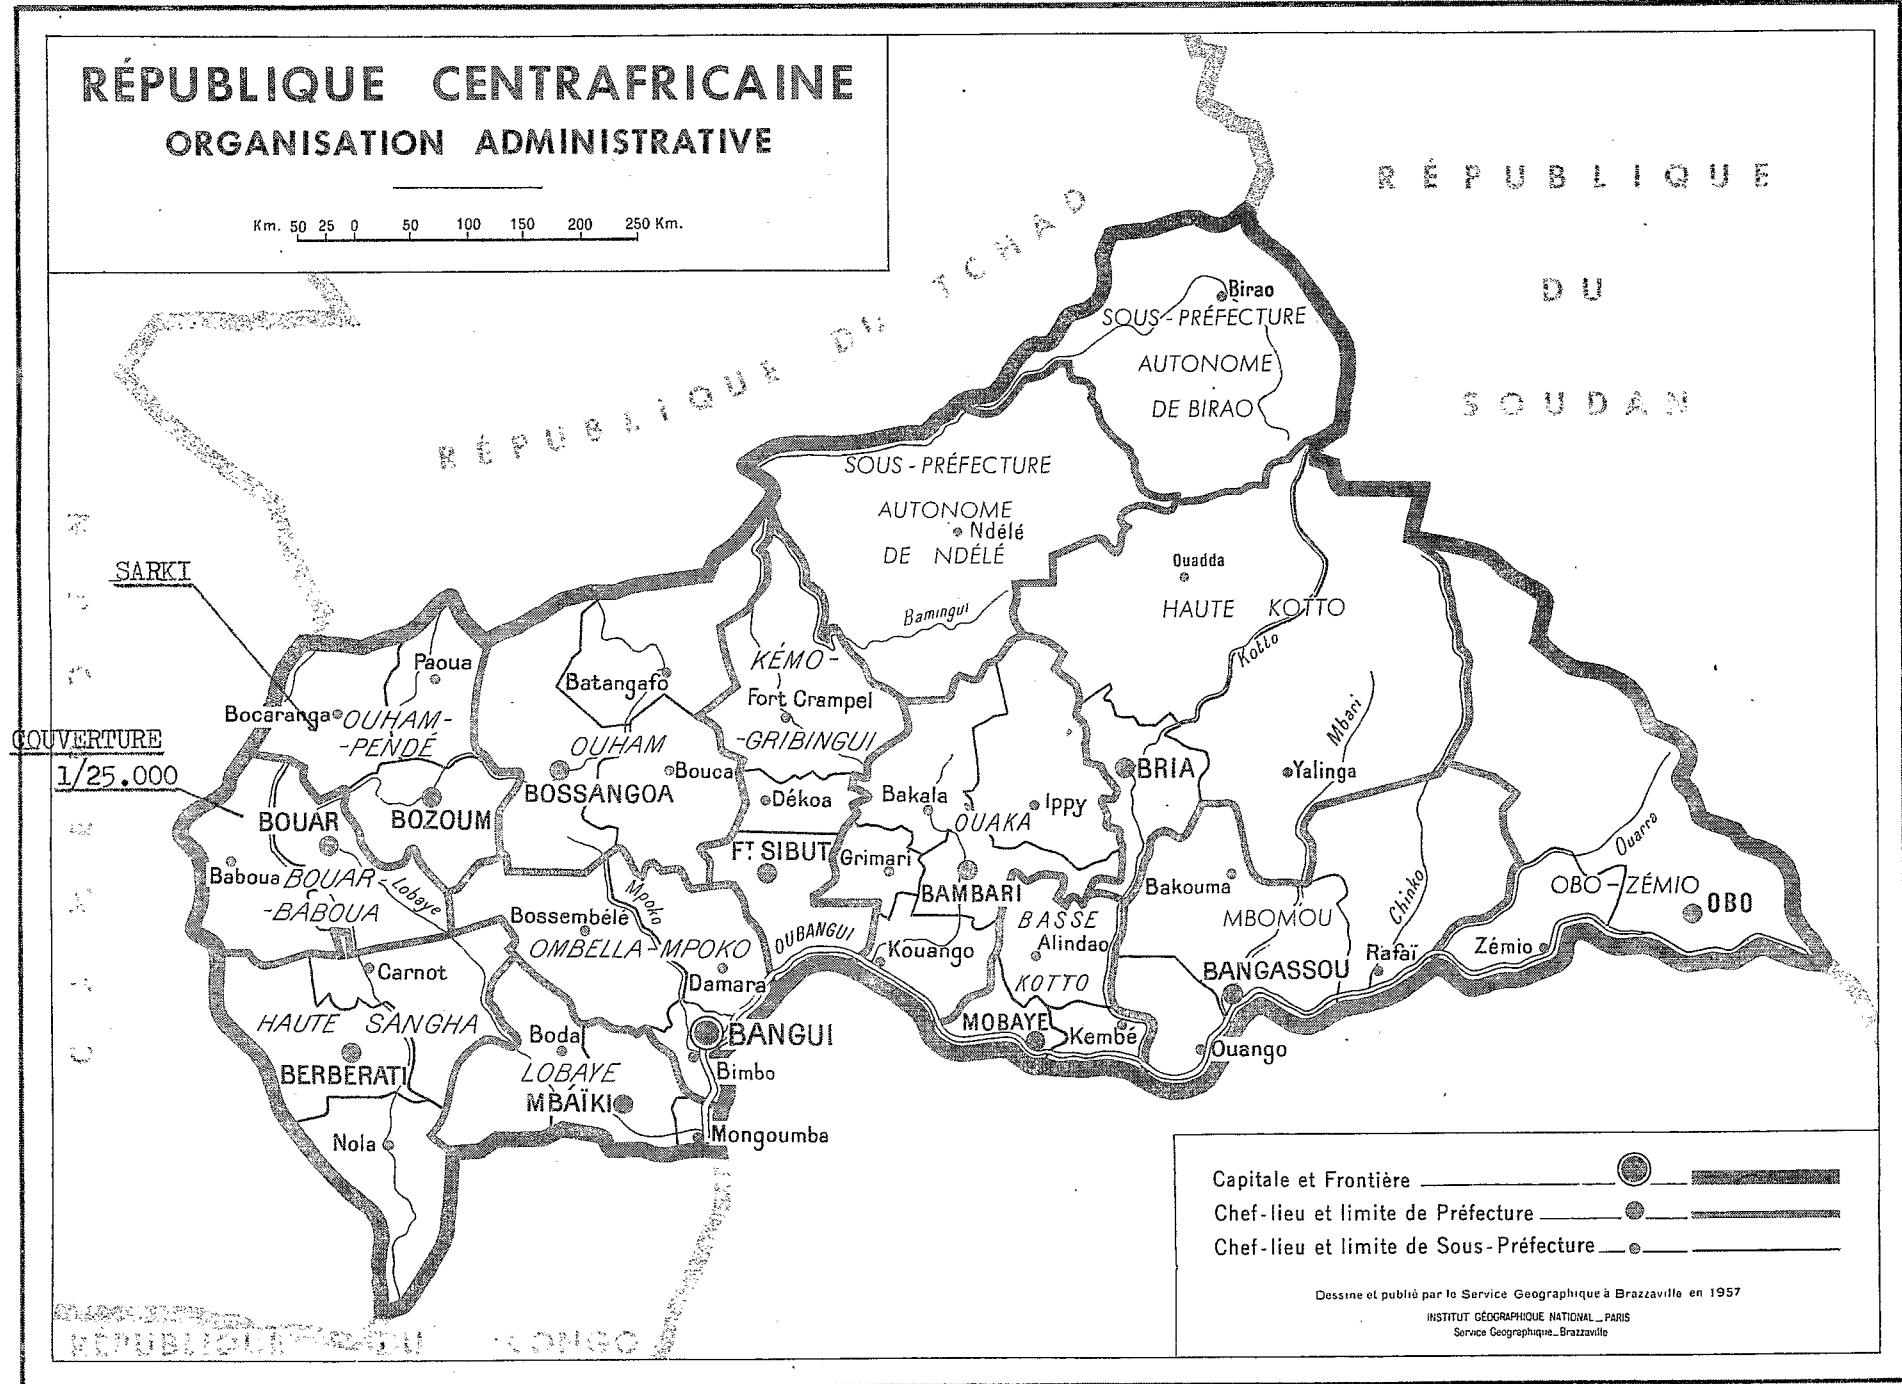 RÉPUBLIQUE CENTRAFRICAINE
ORGANISATION ADMINISTRATIVE
Km. 50 25 0 50 100 150 200 250 Km.
RÉPUBLIQUE DU TCHAD
RÉPUBLIQUE
DU
SOUDAN
Birao
SOUS-PRÉFECTURE
AUTONOME
DE BIRAO
SOUS-PRÉFECTURE
AUTONOME
Ndélé
DE NDÉLÉ
Ouadda
HAUTE KOTTO
Bamingui
Kotto
SARKI
Paoua
Bocaranga
OUHAM-
-PENDÉ
COUVERTURE
1/25.000
Batangafo
OUHAM
KÉMO-
Fort Crampel
-GRIBINGUI
BOSSANGOA
Bouca
Dékoa
Bakala
OUAKA
Ippy
BRIA
Mbari
Yalinga
BOUAR
BOZOUM
FT SIBUT
Grimari
BAMBARI
Chinko
Ouarra
Baboua
BOUAR-
-BABOUA
Lobaye
Mpoko
Bossembélé
OMBELLA-MPOKO
OUBANGUI
Damara
Kouango
BASSE
Alindao
KOTTO
Bakouma
MBOMOU
BANGASSOU
Rafaï
Zémio
OBO-ZÉMIO
OBO
Carnot
HAUTE SANGHA
BERBÉRATI
Boda
LOBAYE
MBAÏKI
BANGUI
Bimbo
Mongoumba
MOBAYE
Kembé
Ouango
Nola
Capitale et Frontière
Chef-lieu et limite de Préfecture
Chef-lieu et limite de Sous-Préfecture
Dessiné et publié par le Service Géographique à Brazzaville en 1957
INSTITUT GÉOGRAPHIQUE NATIONAL_PARIS
Service Géographique_Brazzaville
RÉPUBLIQUE DU CONGO